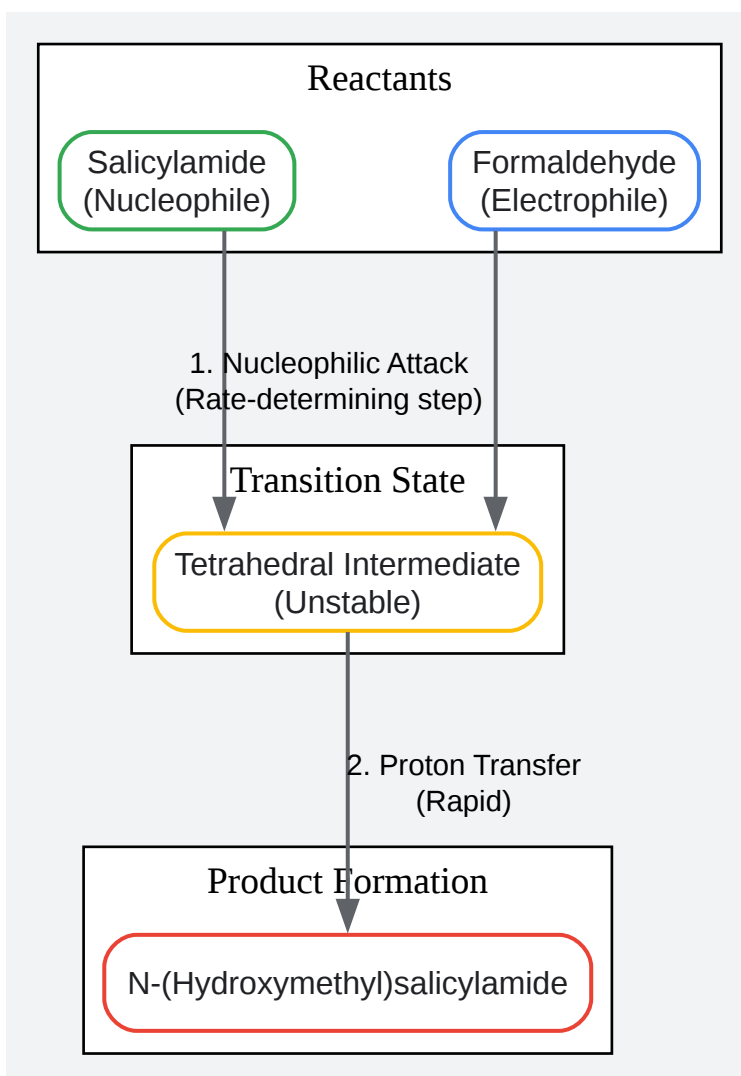 Reactants
Salicylamide
(Nucleophile)
Formaldehyde
(Electrophile)
1. Nucleophilic Attack
(Rate-determining step)
Transition State
Tetrahedral Intermediate
(Unstable)
2. Proton Transfer
(Rapid)
Product Formation
N-(Hydroxymethyl)salicylamide